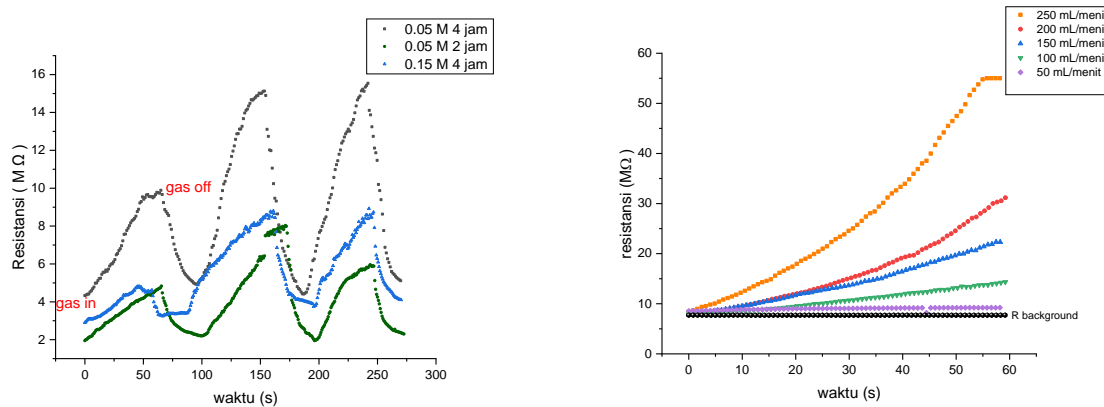 0.05 M 4 jam
0.05 M 2 jam
0.15 M 4 jam
16
14
12
10
8
6
4
2
Resistansi ( M Ω )
gas off
gas in
0
50
100
150
200
250
300
waktu (s)
250 mL/menit
200 mL/menit
150 mL/menit
100 mL/menit
50 mL/menit
60
50
40
30
20
10
0
resistansi (MΩ)
R background
0
10
20
30
40
50
60
waktu (s)